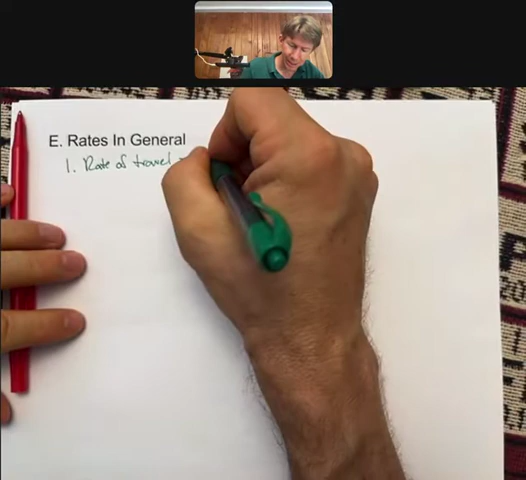 E. Rates In General
1. Rate of travel